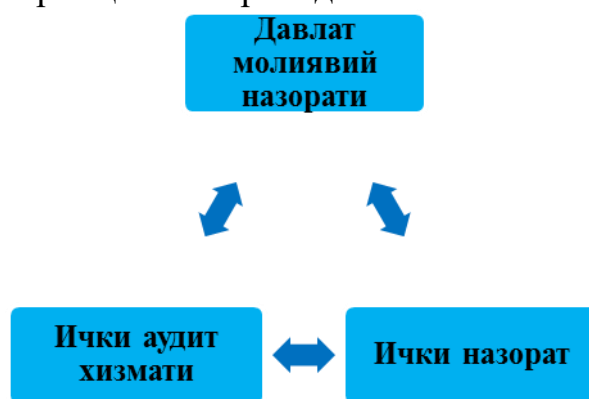 Давлат
молиявий
назорати
Ички аудит
хизмати
Ички назорат